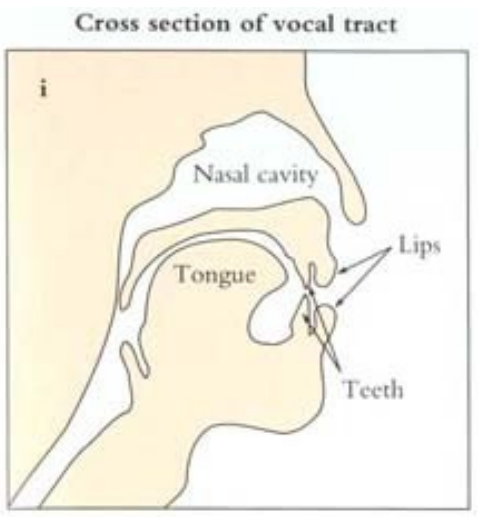 Cross section of vocal tract
i
Nasal cavity
Lips
Tongue
Teeth